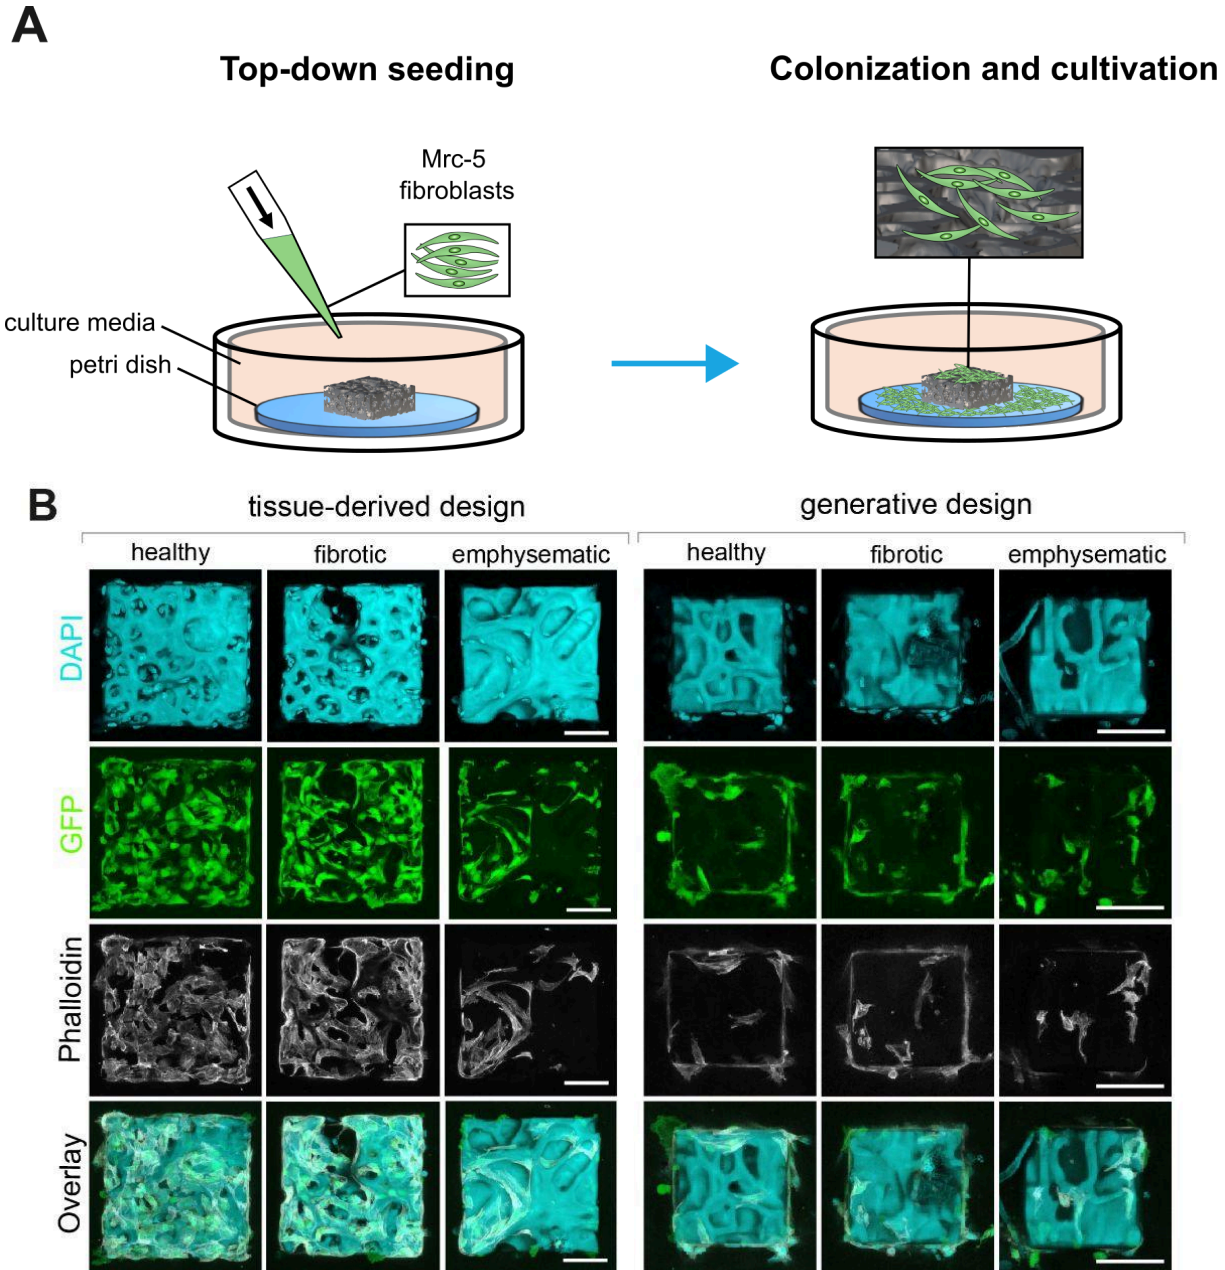 A
Top-down seeding
Colonization and cultivation
Mrc-5
fibroblasts
culture media
petri dish
B
tissue-derived design
generative design
healthy
fibrotic
emphysematic
healthy
fibrotic
emphysematic
DAPI
GFP
Phalloidin
Overlay